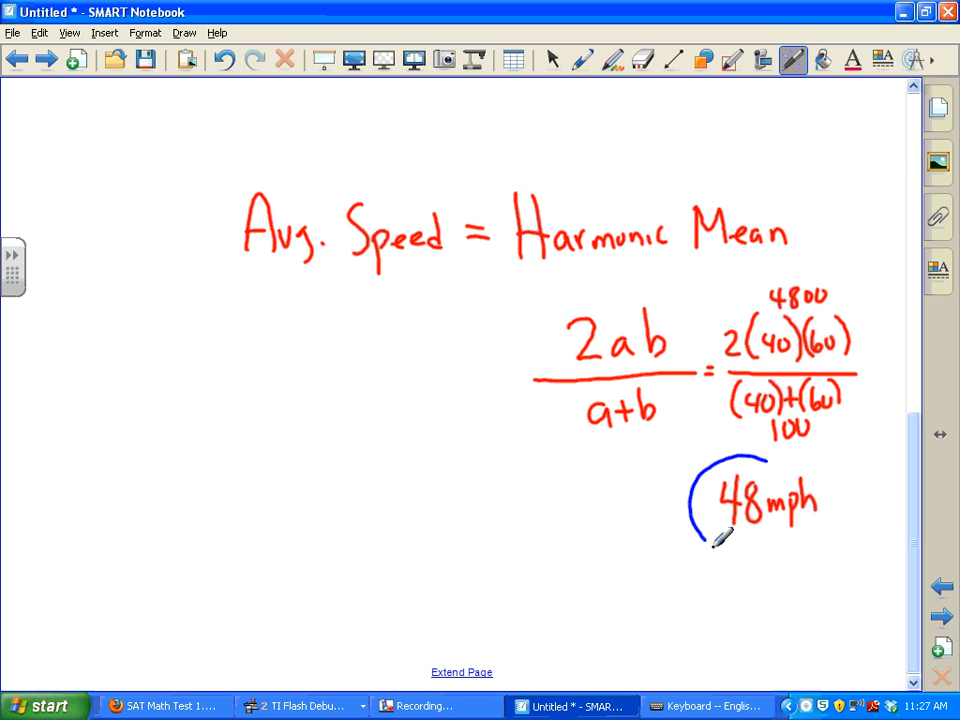 Untitled * - SMART Notebook
File Edit View Insert Format Draw Help
Avg. Speed = Harmonic Mean
4800
2ab = 2(40)(60)
a+b (40)+(60)
100
48mph
Extend Page
start SAT Math Test 1.... 2 TI Flash Debu... Recording... Untitled * - SMAR... Keyboard -- Englis... 11:27 AM